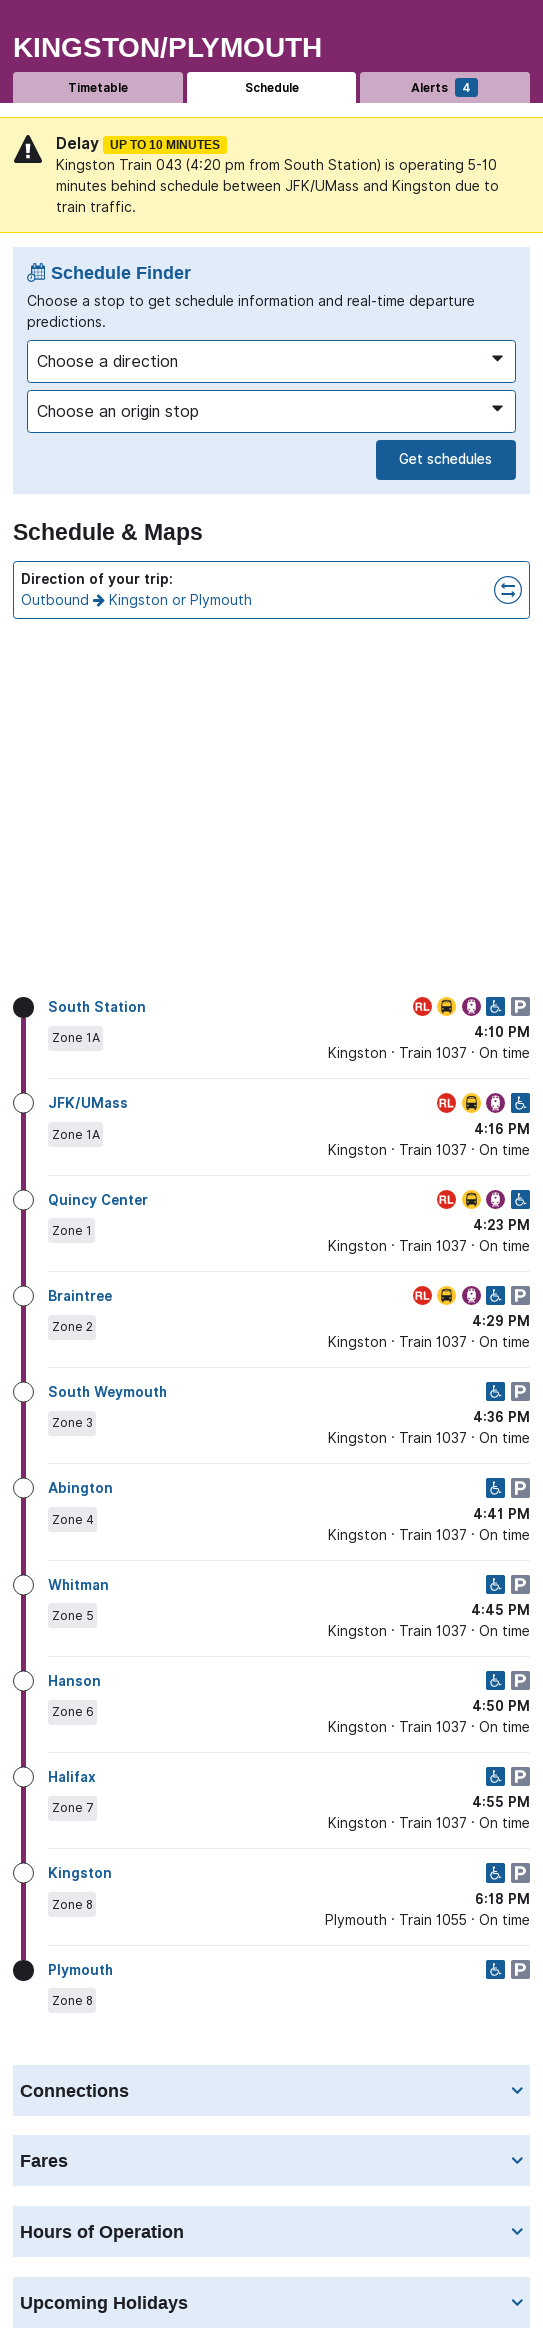 KINGSTON/PLYMOUTH
Timetable
Schedule
Alerts 4
Delay UP TO 10 MINUTES
Kingston Train 043 (4:20 pm from South Station) is operating 5-10
minutes behind schedule between JFK/UMass and Kingston due to
train traffic.
Schedule Finder
Choose a stop to get schedule information and real-time departure
predictions.
Choose a direction
Choose an origin stop
Get schedules
Schedule & Maps
Direction of your trip:
Outbound Kingston or Plymouth
South Station RL P
Zone 1A 4:10 PM
Kingston · Train 1037 · On time
JFK/UMass RL
Zone 1A 4:16 PM
Kingston · Train 1037 · On time
Quincy Center RL
Zone 1 4:23 PM
Kingston · Train 1037 · On time
Braintree RL P
Zone 2 4:29 PM
Kingston · Train 1037 · On time
South Weymouth P
Zone 3 4:36 PM
Kingston · Train 1037 · On time
Abington P
Zone 4 4:41 PM
Kingston · Train 1037 · On time
Whitman P
Zone 5 4:45 PM
Kingston · Train 1037 · On time
Hanson P
Zone 6 4:50 PM
Kingston · Train 1037 · On time
Halifax P
Zone 7 4:55 PM
Kingston · Train 1037 · On time
Kingston P
Zone 8 6:18 PM
Plymouth · Train 1055 · On time
Plymouth P
Zone 8
Connections
Fares
Hours of Operation
Upcoming Holidays